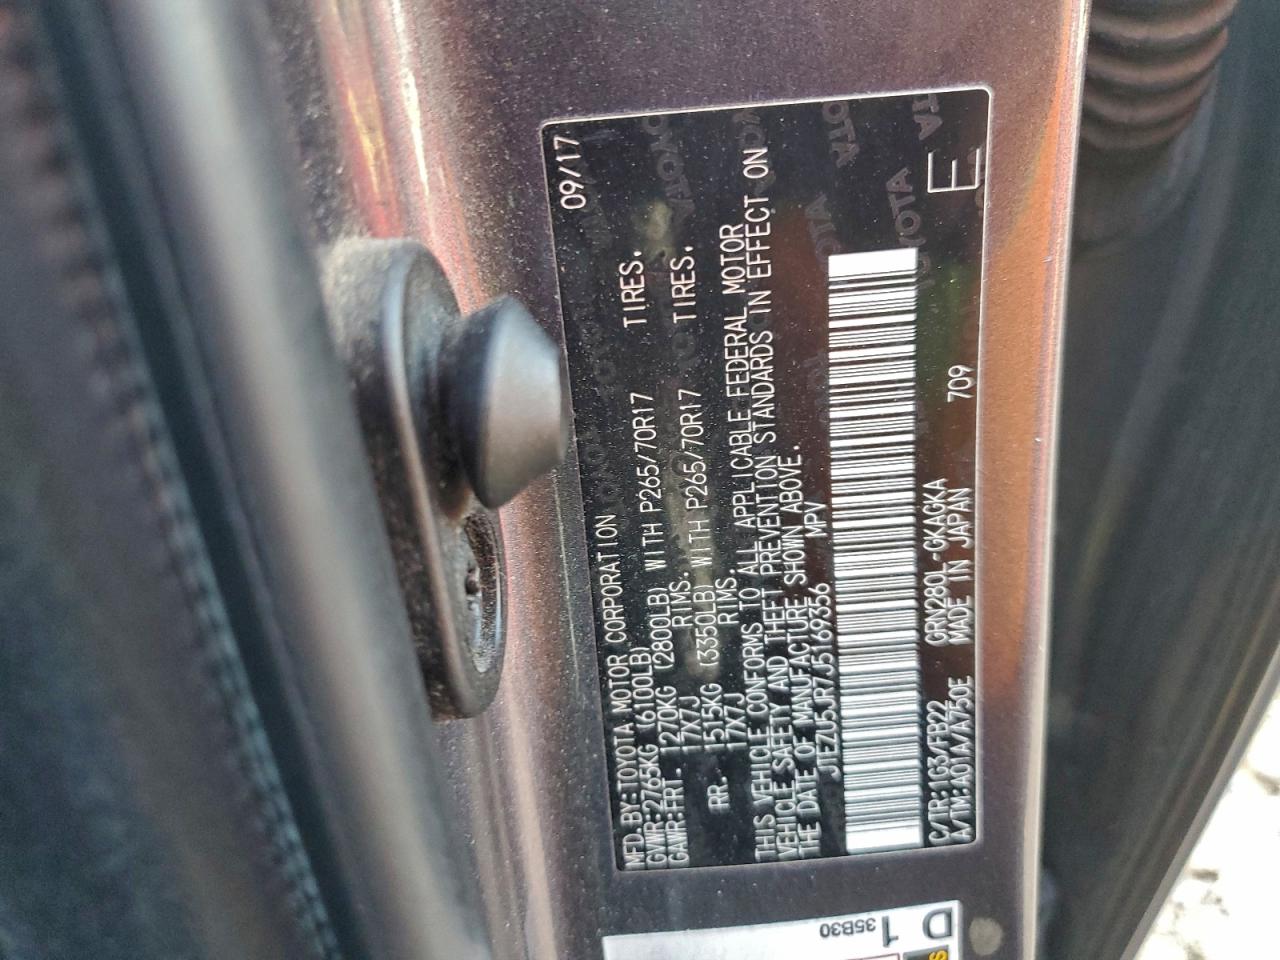 MFD.BY:TOYOTA MOTOR CORPORATION 09/17
GVWR:2765KG (6100LB)
GAWR:FRT. 1270KG (2800LB) WITH P265/70R17 TIRES.
17X7J RIMS.
RR. 1515KG (3350LB) WITH P265/70R17 TIRES.
17X7J RIMS.
THIS VEHICLE CONFORMS TO ALL APPLICABLE FEDERAL MOTOR
VEHICLE SAFETY AND THEFT PREVENTION STANDARDS IN EFFECT ON
THE DATE OF MANUFACTURE SHOWN ABOVE.
JTEZU5JR7J5169356 MPV
C/TR:1G3/FB22 GRN280L-GKAGKA 709
A/TM:A01A/A750E MADE IN JAPAN
E
D
1
35B30
S